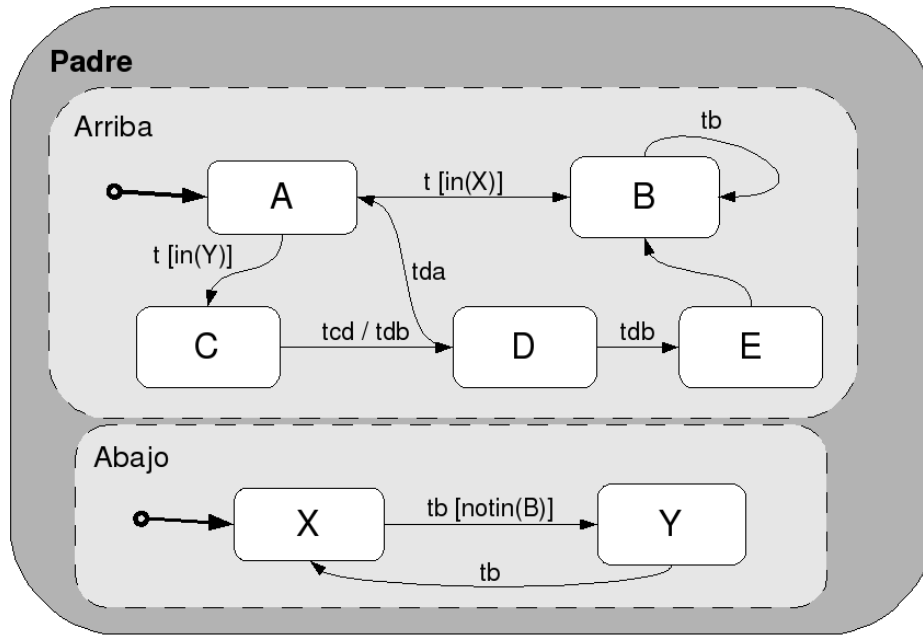 Padre
Arriba
tb
A
t [in(X)]
B
t [in(Y)]
tda
C
tcd / tdb
D
tdb
E
Abajo
X
tb [notin(B)]
Y
tb